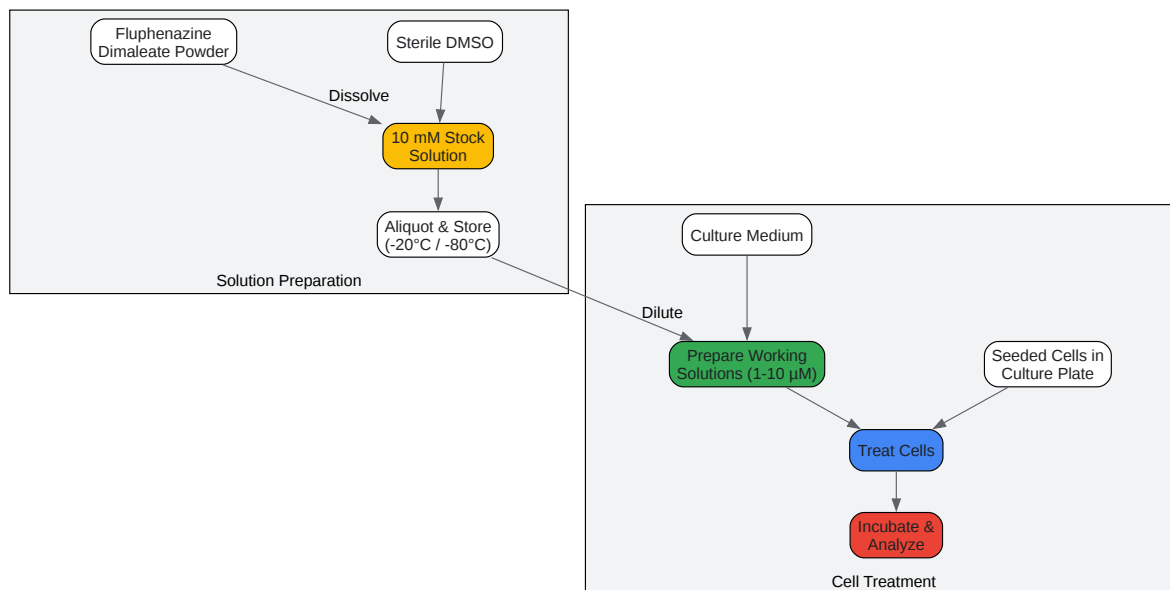 Fluphenazine
Dimaleate Powder
Sterile DMSO
Dissolve
10 mM Stock
Solution
Aliquot & Store
(-20°C / -80°C)
Solution Preparation
Culture Medium
Dilute
Prepare Working
Solutions (1-10 µM)
Seeded Cells in
Culture Plate
Treat Cells
Incubate &
Analyze
Cell Treatment